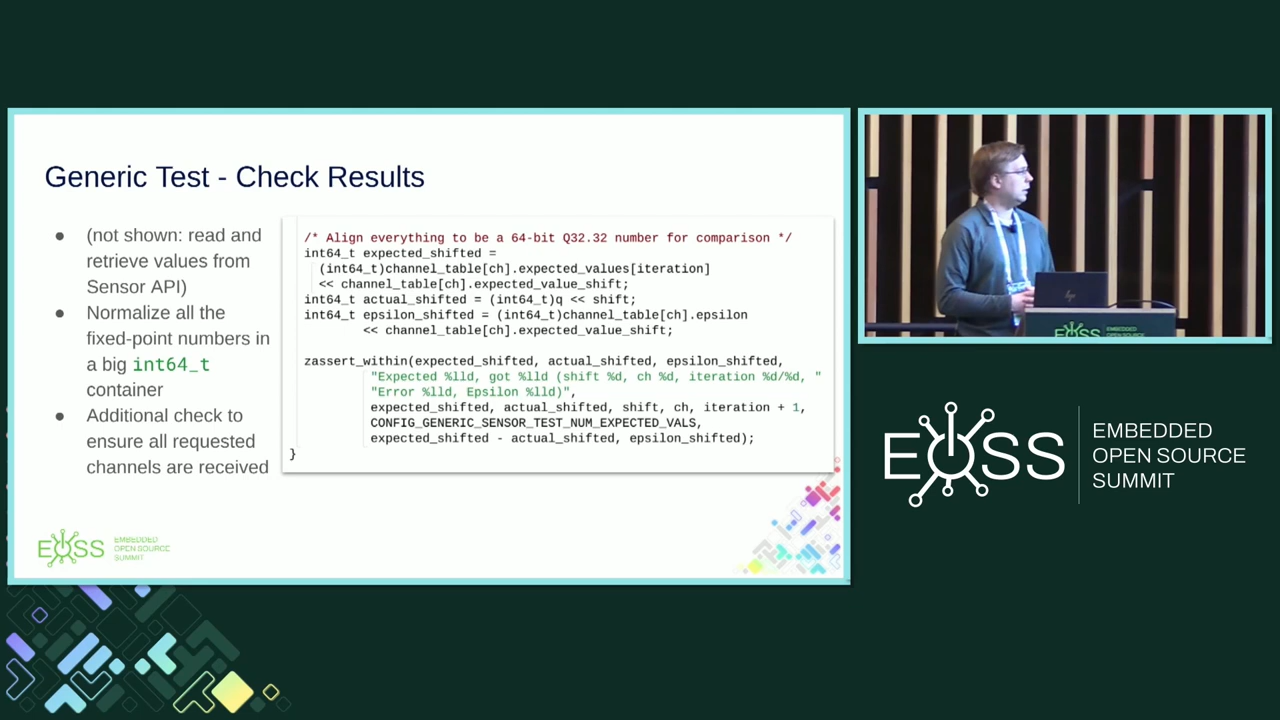 Generic Test - Check Results
● (not shown: read and
retrieve values from
Sensor API)
● Normalize all the
fixed-point numbers in
a big int64_t
container
● Additional check to
ensure all requested
channels are received
/* Align everything to be a 64-bit Q32.32 number for comparison */
int64_t expected_shifted =
(int64_t)channel_table[ch].expected_values[iteration]
<< channel_table[ch].expected_value_shift;
int64_t actual_shifted = (int64_t)q << shift;
int64_t epsilon_shifted = (int64_t)channel_table[ch].epsilon
<< channel_table[ch].expected_value_shift;
zassert_within(expected_shifted, actual_shifted, epsilon_shifted,
"Expected %lld, got %lld (shift %d, ch %d, iteration %d/%d, "
"Error %lld, Epsilon %lld)",
expected_shifted, actual_shifted, shift, ch, iteration + 1,
CONFIG_GENERIC_SENSOR_TEST_NUM_EXPECTED_VALS,
expected_shifted - actual_shifted, epsilon_shifted);
}
EOSS
EMBEDDED
OPEN SOURCE
SUMMIT
hp
EOSS
EOSS
EMBEDDED
OPEN SOURCE
SUMMIT